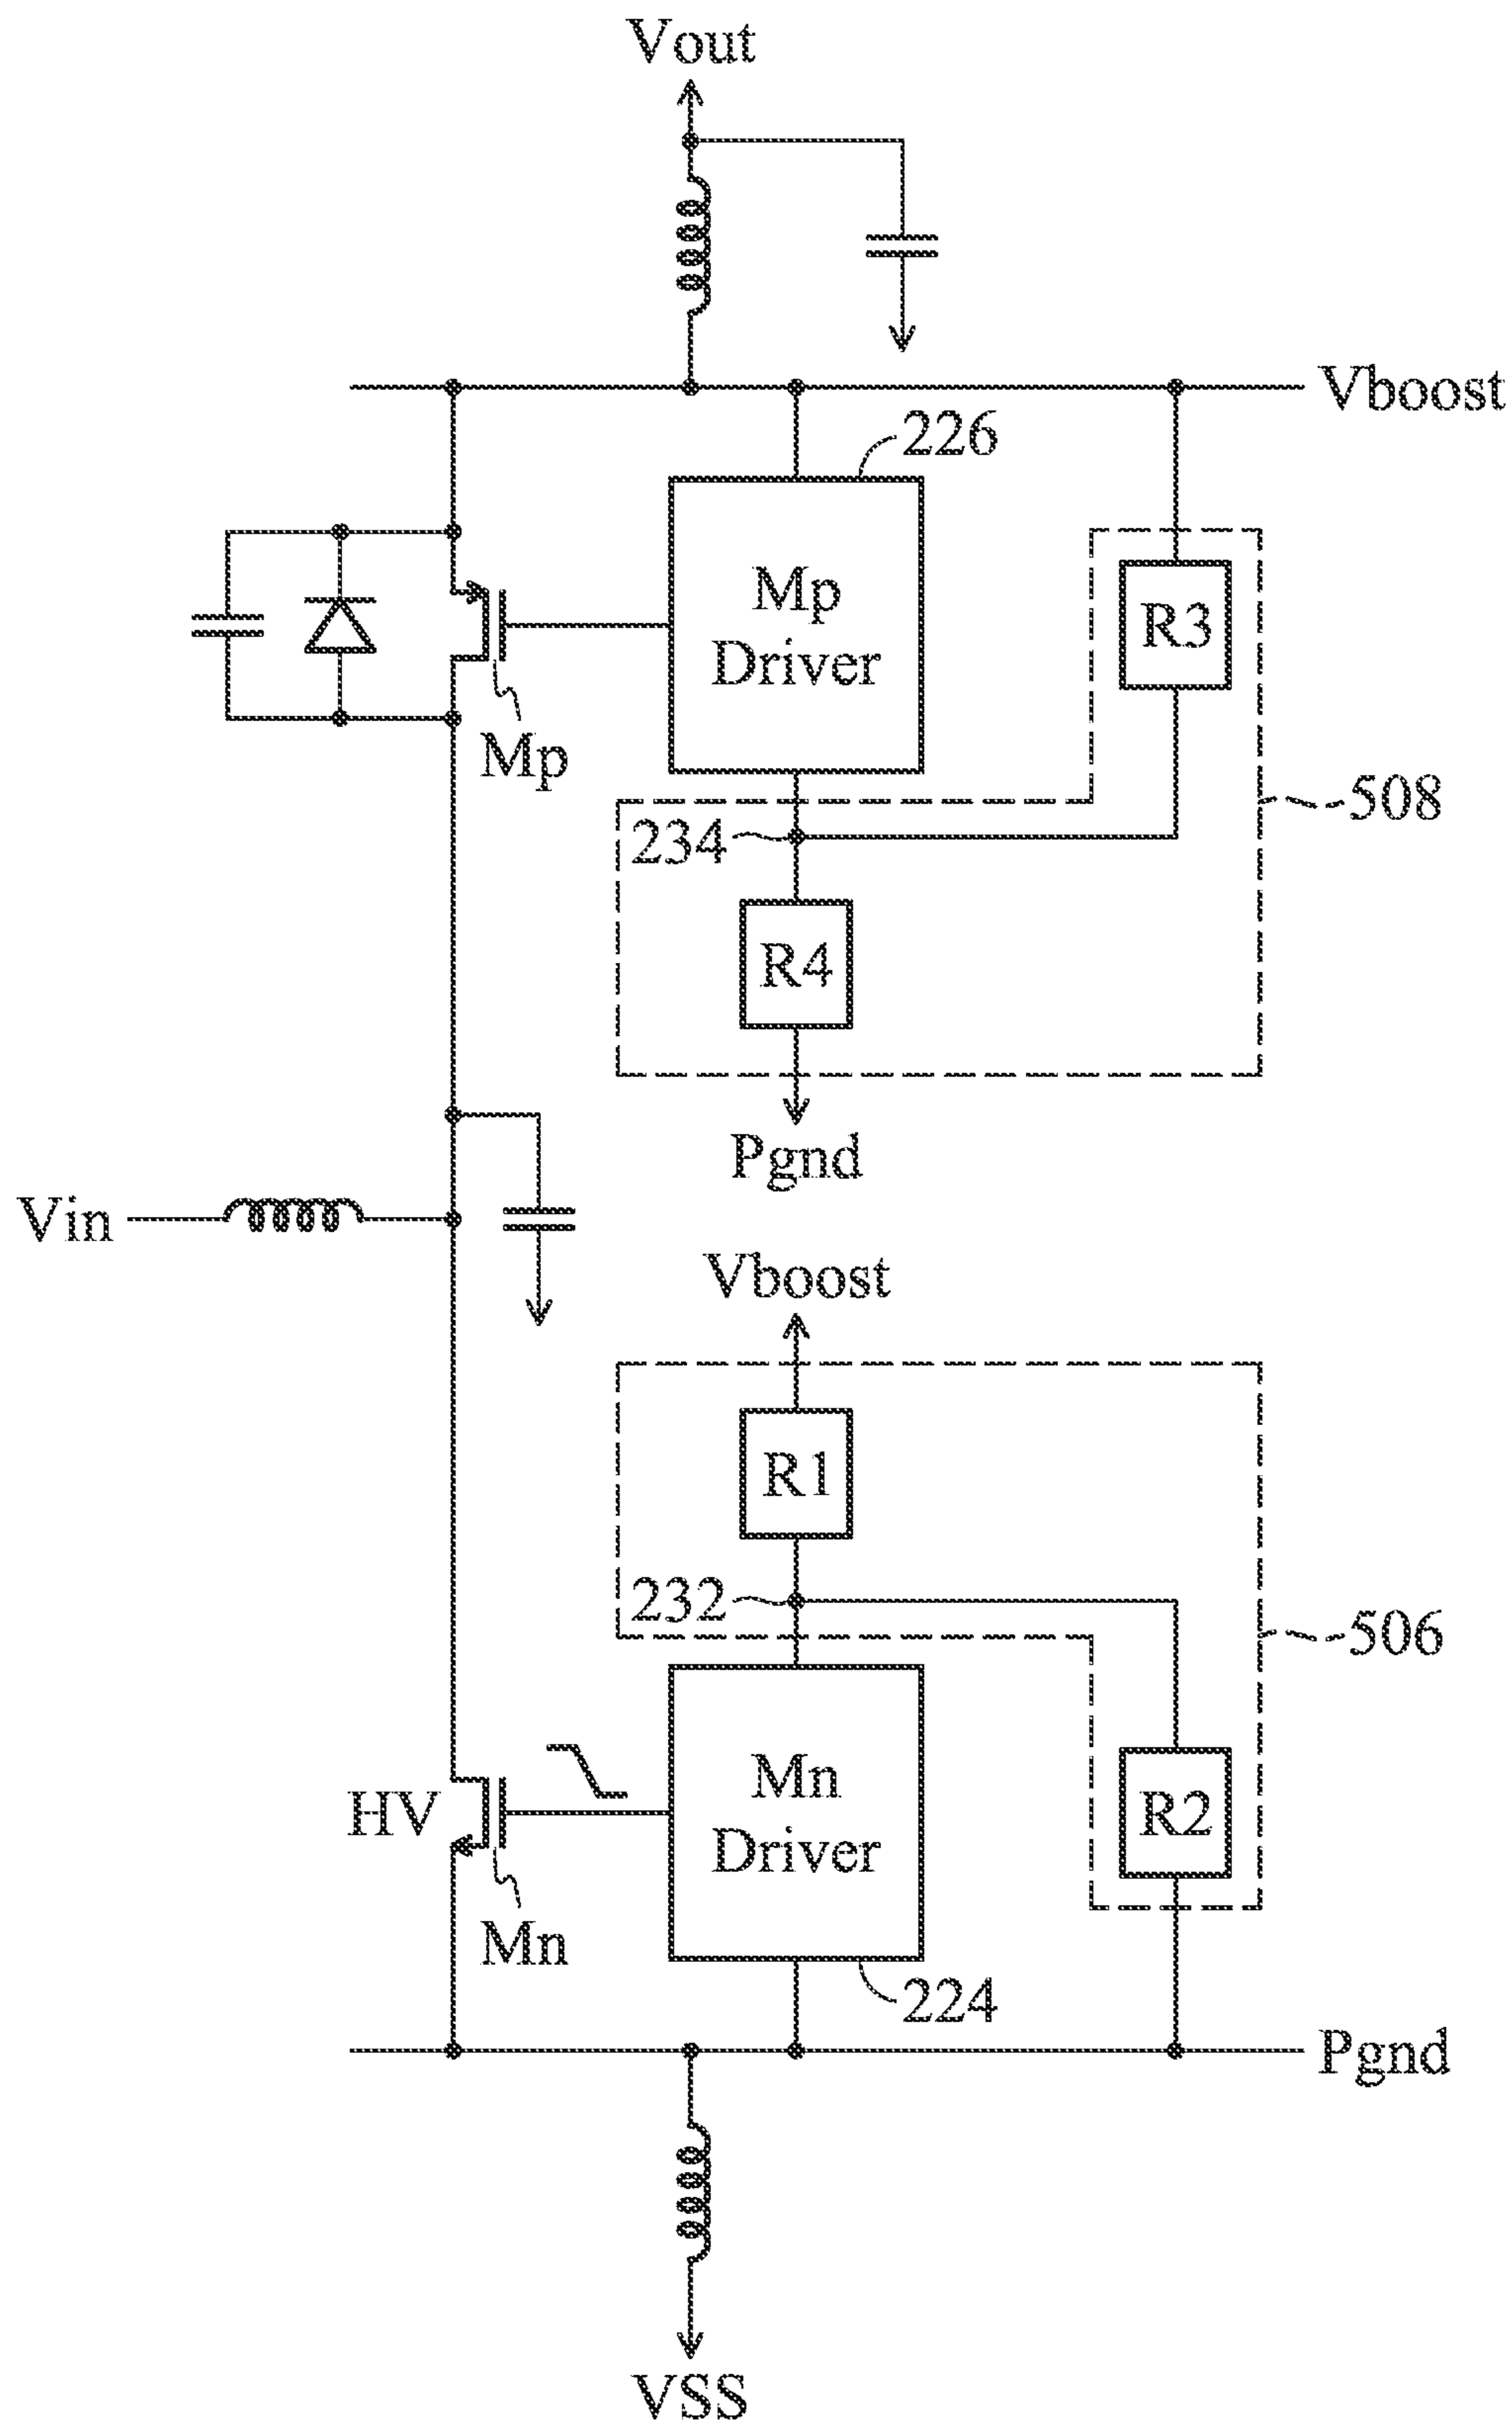 Vout
Vboost
226
Mp
Driver
R3
Mp
508
234
R4
Pgnd
Vin
Vboost
R1
232
506
HV
Mn
Driver
R2
Mn
224
Pgnd
VSS